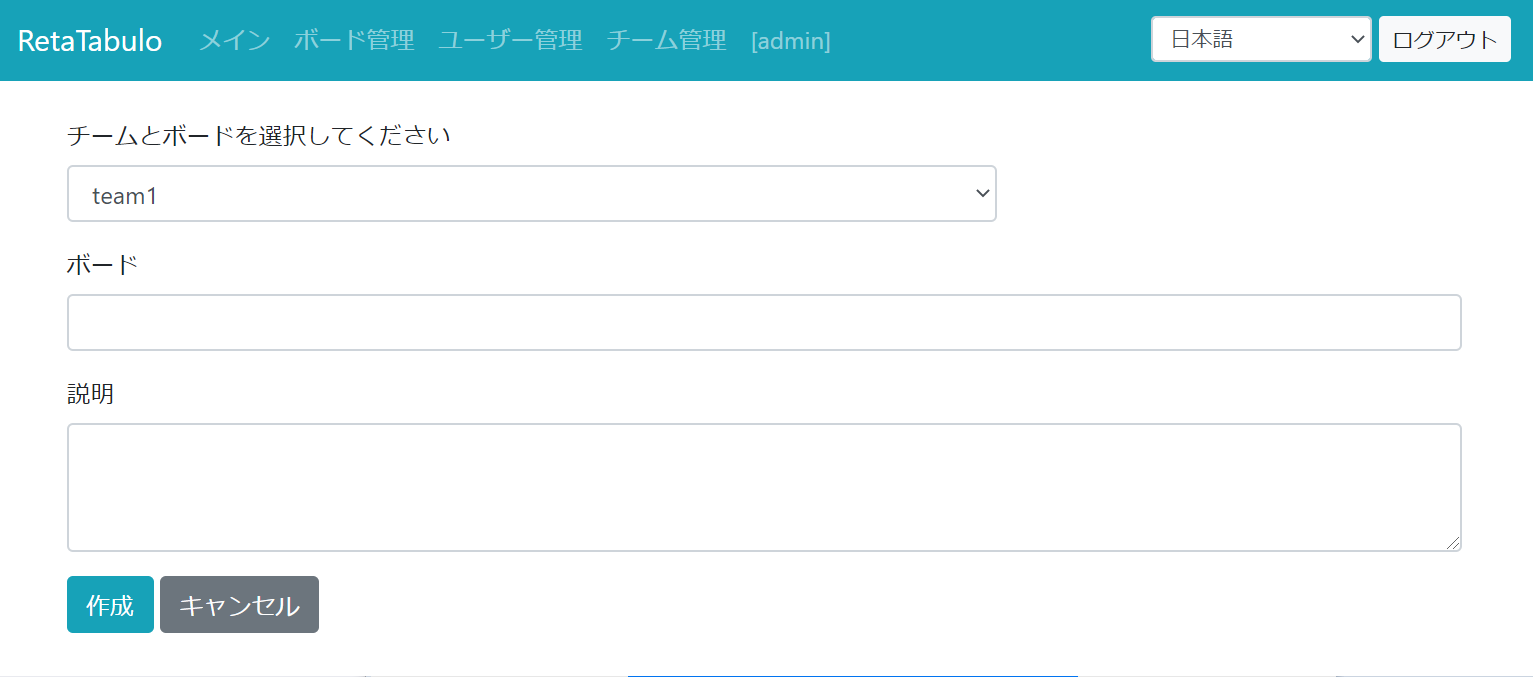 RetaTabulo メイン ボード管理 ユーザー管理 チーム管理 [admin] 日本語 ログアウト
チームとボードを選択してください
team1
ボード
説明
作成 キャンセル